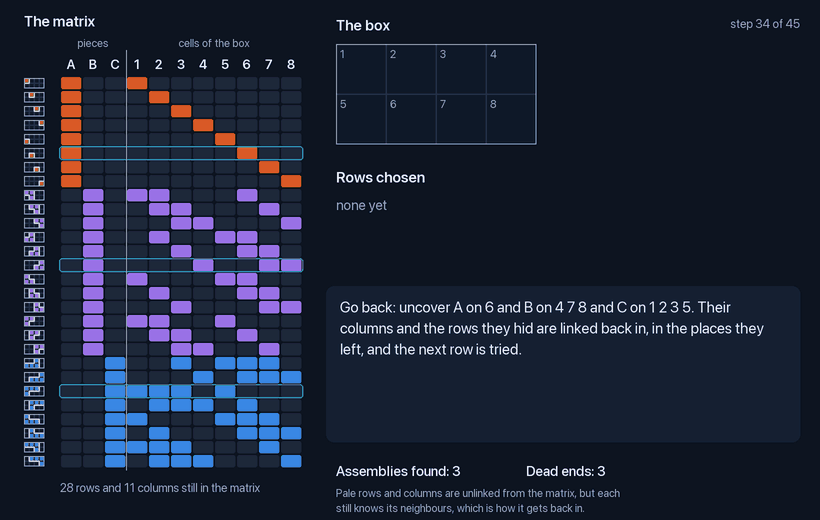 The matrix
pieces
cells of the box
A B C 1 2 3 4 5 6 7 8
28 rows and 11 columns still in the matrix
The box
step 34 of 45
1 2 3 4
5 6 7 8
Rows chosen
none yet
Go back: uncover A on 6 and B on 4 7 8 and C on 1 2 3 5. Their
columns and the rows they hid are linked back in, in the places they
left, and the next row is tried.
Assemblies found: 3
Dead ends: 3
Pale rows and columns are unlinked from the matrix, but each
still knows its neighbours, which is how it gets back in.